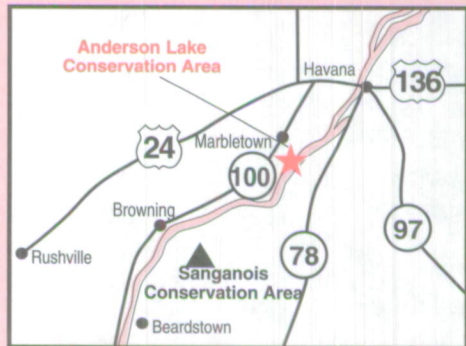 Anderson Lake
Conservation Area
Havana
136
24
Marbletown
100
Browning
97
78
Rushville
Sanganois
Conservation Area
Beardstown